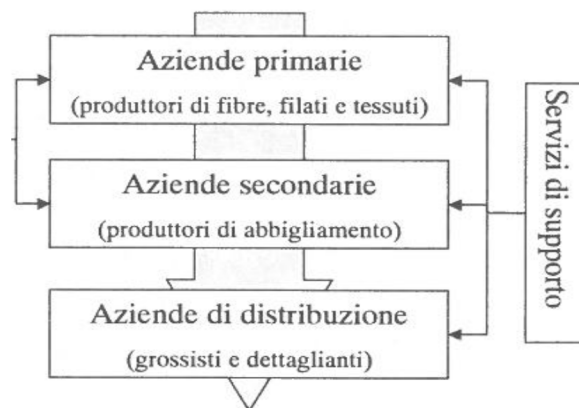 Aziende primarie
(produttori di fibre, filati e tessuti)
Aziende secondarie
(produttori di abbigliamento)
Aziende di distribuzione
(grossisti e dettaglianti)
Servizi di supporto